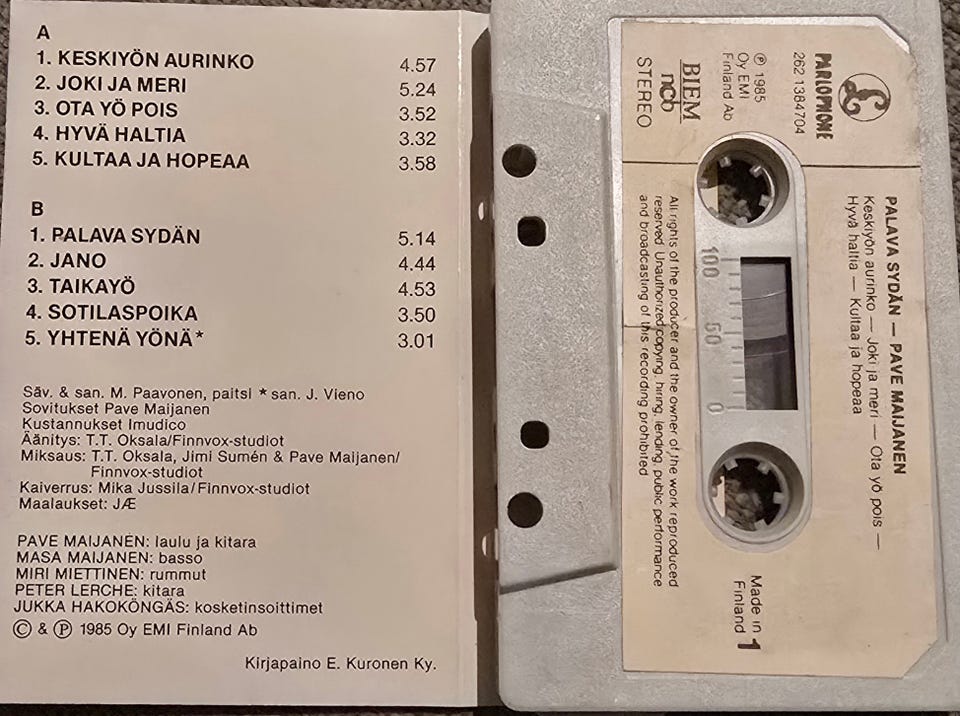 A
1. KESKIYÖN AURINKO 4.57
2. JOKI JA MERI 5.24
3. OTA YÖ POIS 3.52
4. HYVÄ HALTIA 3.32
5. KULTAA JA HOPEAA 3.58
B
1. PALAVA SYDÄN 5.14
2. JANO 4.44
3. TAIKAYÖ 4.53
4. SOTILASPOIKA 3.50
5. YHTENÄ YÖNÄ* 3.01
Säv. & san. M. Paavonen, paitsi * san. J. Vieno
Sovitukset Pave Maijanen
Kustannukset Imudico
Äänitys: T.T. Oksala/Finnvox-studiot
Miksaus: T.T. Oksala, Jimi Sumén & Pave Maijanen/
Finnvox-studiot
Kaiverrus: Mika Jussila/Finnvox-studiot
Maalaukset: JÆ
PAVE MAIJANEN: laulu ja kitara
MASA MAIJANEN: basso
MIRI MIETTINEN: rummut
PETER LERCHE: kitara
JUKKA HAKOKÖNGÄS: kosketinsoittimet
© & ℗ 1985 Oy EMI Finland Ab
Kirjapaino E. Kuronen Ky.
PARLOPHONE
262 1384704
℗ 1985
Oy EMI
Finland Ab
BIEM
ncb
STEREO
PALAVA SYDÄN — PAVE MAIJANEN
Keskiyön aurinko — Joki ja meri — Ota yö pois —
Hyvä haltia — Kultaa ja hopeaa
100 50 0
Made in
Finland
1
All rights of the producer and the owner of the work reproduced
reserved. Unauthorized copying, hiring, lending, public performance
and broadcasting of this recording prohibited